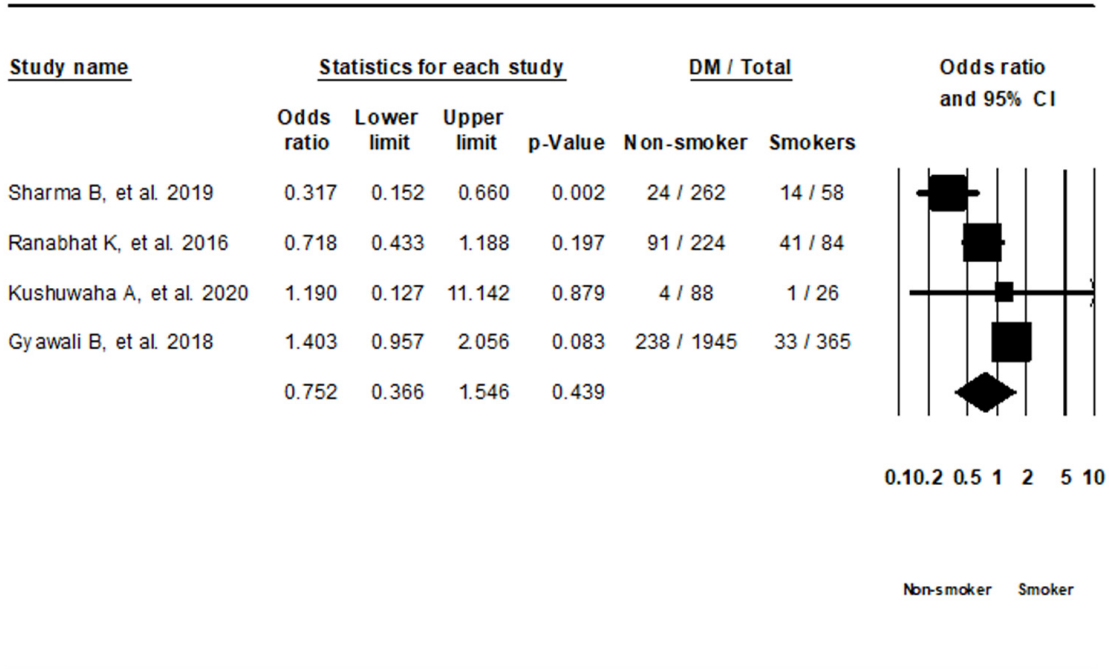 Study name Statistics for each study DM / Total Odds ratio
and 95% CI
Odds Lower Upper
ratio limit limit p-Value Non-smoker Smokers
Sharma B, et al. 2019 0.317 0.152 0.660 0.002 24 / 262 14 / 58
Ranabhat K, et al. 2016 0.718 0.433 1.188 0.197 91 / 224 41 / 84
Kushuwaha A, et al. 2020 1.190 0.127 11.142 0.879 4 / 88 1 / 26
Gyawali B, et al. 2018 1.403 0.957 2.056 0.083 238 / 1945 33 / 365
0.752 0.366 1.546 0.439
0.10.2 0.5 1 2 5 10
Non-smoker Smoker